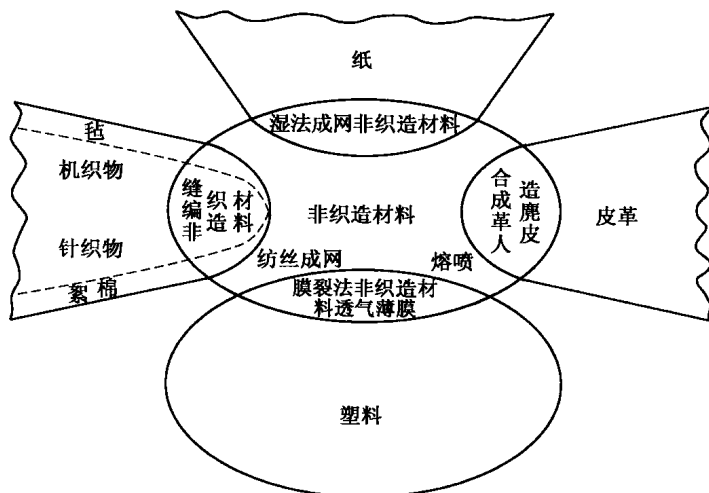 纸
湿法成网非织造材料
毡
机织物
缝编非
织造
材料
非织造材料
合成革人
造麂皮
皮革
针织物
纺丝成网
熔喷
絮棉
膜裂法非织造材
料透气薄膜
塑料